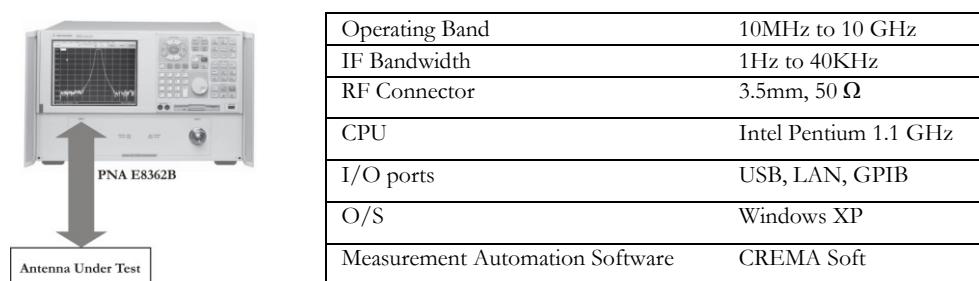 PNA E8362B
Antenna Under Test
Operating Band 10MHz to 10 GHz
IF Bandwidth 1Hz to 40KHz
RF Connector 3.5mm, 50 Ω
CPU Intel Pentium 1.1 GHz
I/O ports USB, LAN, GPIB
O/S Windows XP
Measurement Automation Software CREMA Soft